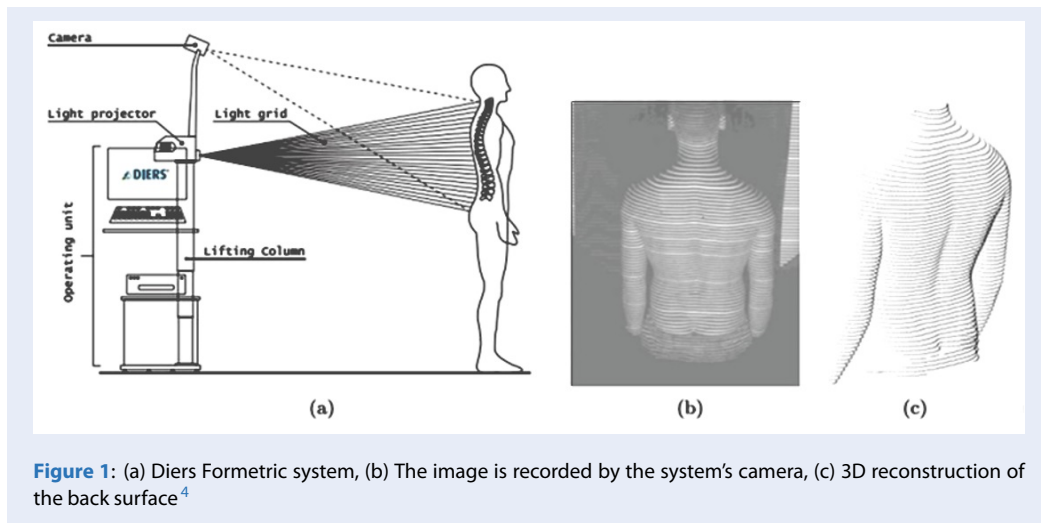 Camera
Light projector
Light grid
DIERS
Operating unit
Lifting Column
(a)
(b)
(c)
Figure 1: (a) Diers Formetric system, (b) The image is recorded by the system's camera, (c) 3D reconstruction of
the back surface 4